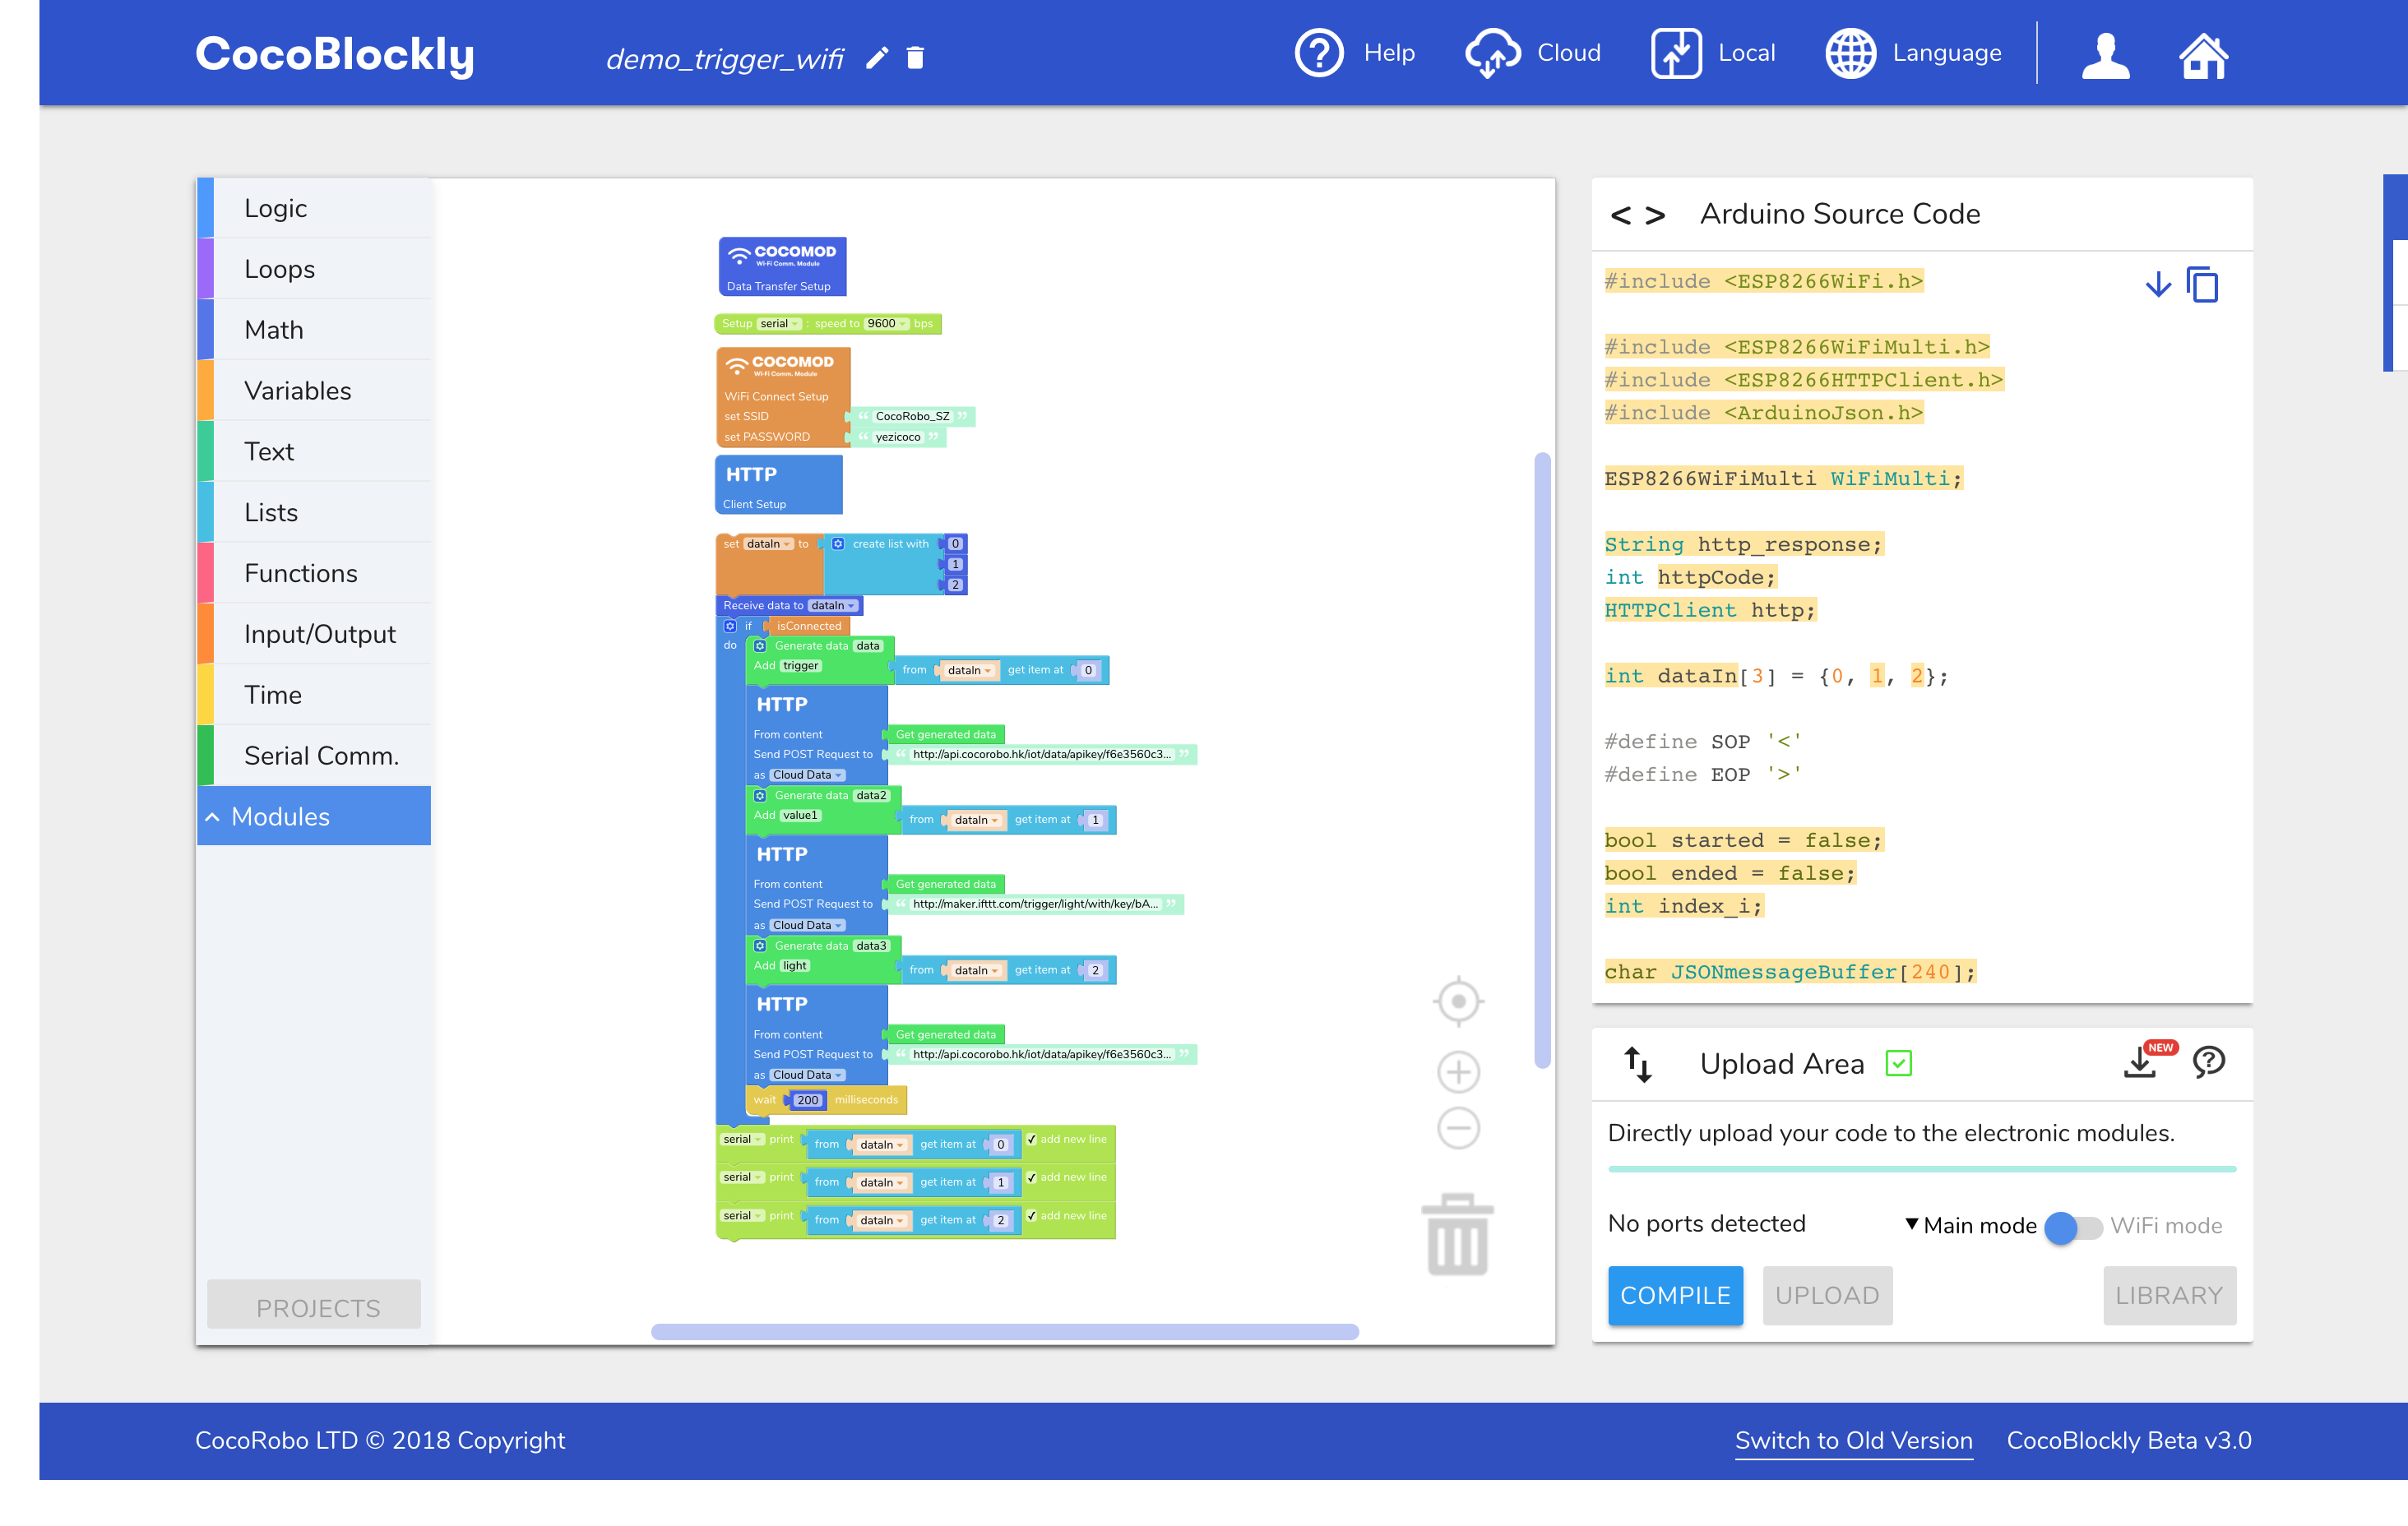 CocoBlockly
demo_trigger_wifi
Help
Cloud
Local
Language
Logic
Loops
Math
Variables
Text
Lists
Functions
Input/Output
Time
Serial Comm.
Modules
PROJECTS
COCOMOD
Wi-Fi Comm. Module
Data Transfer Setup
Setup serial : speed to 9600 bps
COCOMOD
Wi-Fi Comm. Module
WiFi Connect Setup
set SSID “ CocoRobo_SZ ”
set PASSWORD “ yezicoco ”
HTTP
Client Setup
set dataIn to create list with 0
1
2
Receive data to dataIn
if isConnected
do Generate data data
Add trigger from dataIn get item at 0
HTTP
From content Get generated data
Send POST Request to “ http://api.cocorobo.hk/iot/data/apikey/f6e3560c3... ”
as Cloud Data
Generate data data2
Add value1 from dataIn get item at 1
HTTP
From content Get generated data
Send POST Request to “ http://maker.ifttt.com/trigger/light/with/key/bA... ”
as Cloud Data
Generate data data3
Add light from dataIn get item at 2
HTTP
From content Get generated data
Send POST Request to “ http://api.cocorobo.hk/iot/data/apikey/f6e3560c3... ”
as Cloud Data
wait 200 milliseconds
serial print from dataIn get item at 0 ✓ add new line
serial print from dataIn get item at 1 ✓ add new line
serial print from dataIn get item at 2 ✓ add new line
< > Arduino Source Code
#include <ESP8266WiFi.h>
#include <ESP8266WiFiMulti.h>
#include <ESP8266HTTPClient.h>
#include <ArduinoJson.h>
ESP8266WiFiMulti WiFiMulti;
String http_response;
int httpCode;
HTTPClient http;
int dataIn[3] = {0, 1, 2};
#define SOP '<'
#define EOP '>'
bool started = false;
bool ended = false;
int index_i;
char JSONmessageBuffer[240];
Upload Area
NEW
Directly upload your code to the electronic modules.
No ports detected
▼ Main mode
WiFi mode
COMPILE
UPLOAD
LIBRARY
CocoRobo LTD © 2018 Copyright
Switch to Old Version
CocoBlockly Beta v3.0